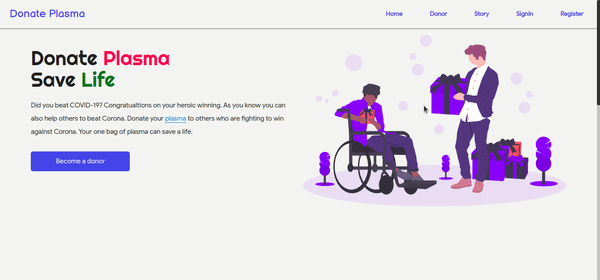 Donate Plasma
Home Donor Story SignIn Register
Donate Plasma
Save Life
Did you beat COVID-19? Congratualtions on your heroic winning. As you know you can
also help others to beat Corona. Donate your plasma to others who are fighting to win
against Corona. Your one bag of plasma can save a life.
Become a donor